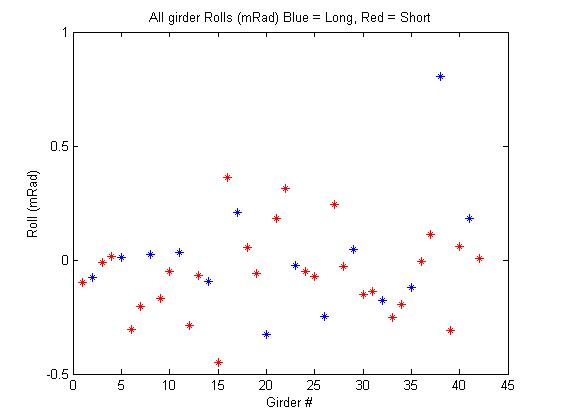 All girder Rolls (mRad) Blue = Long, Red = Short
1
0.5
0
-0.5
Roll (mRad)
0 5 10 15 20 25 30 35 40 45
Girder #